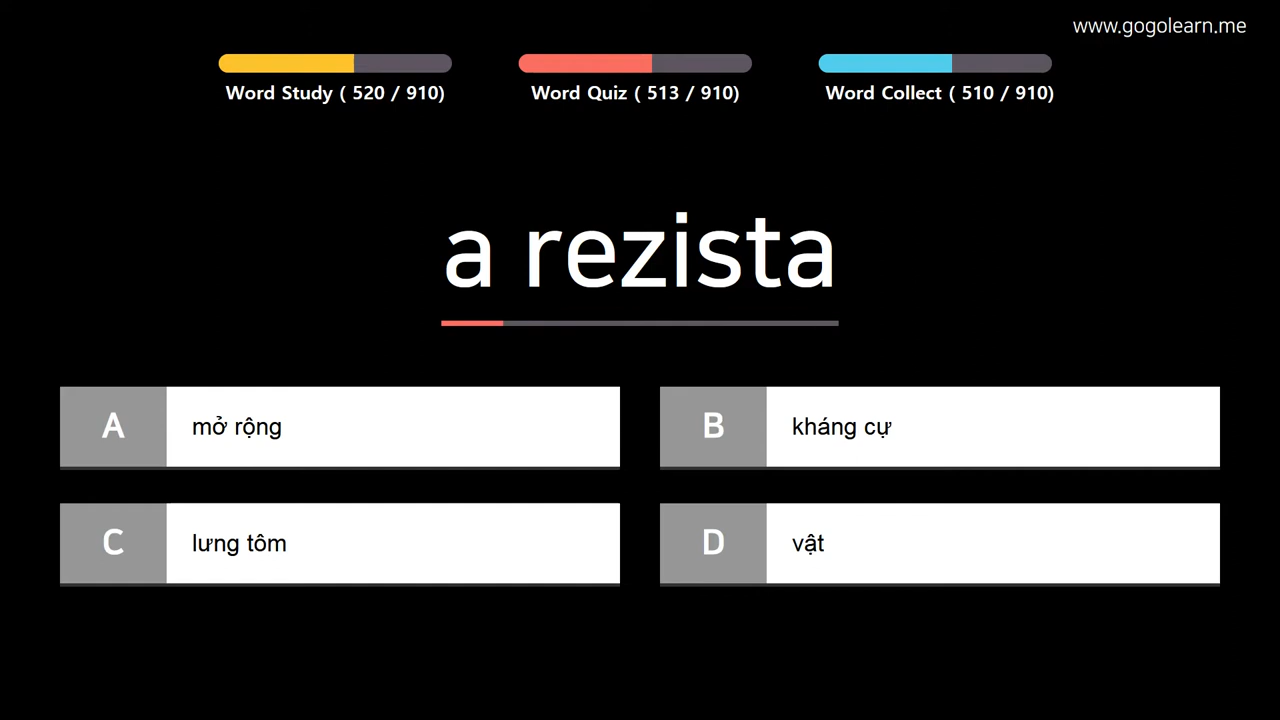 www.gogolearn.me
Word Study ( 520 / 910)
Word Quiz ( 513 / 910)
Word Collect ( 510 / 910)
a rezista
A mở rộng
B kháng cự
C lưng tôm
D vật